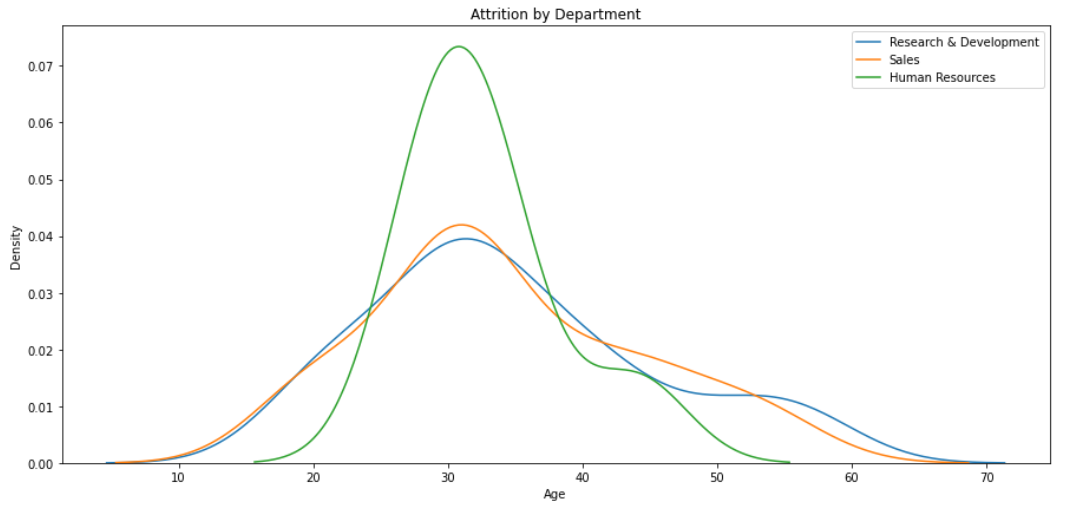 Attrition by Department
Research & Development
Sales
Human Resources
0.07
0.06
0.05
0.04
0.03
0.02
0.01
0.00
Density
10 20 30 40 50 60 70
Age